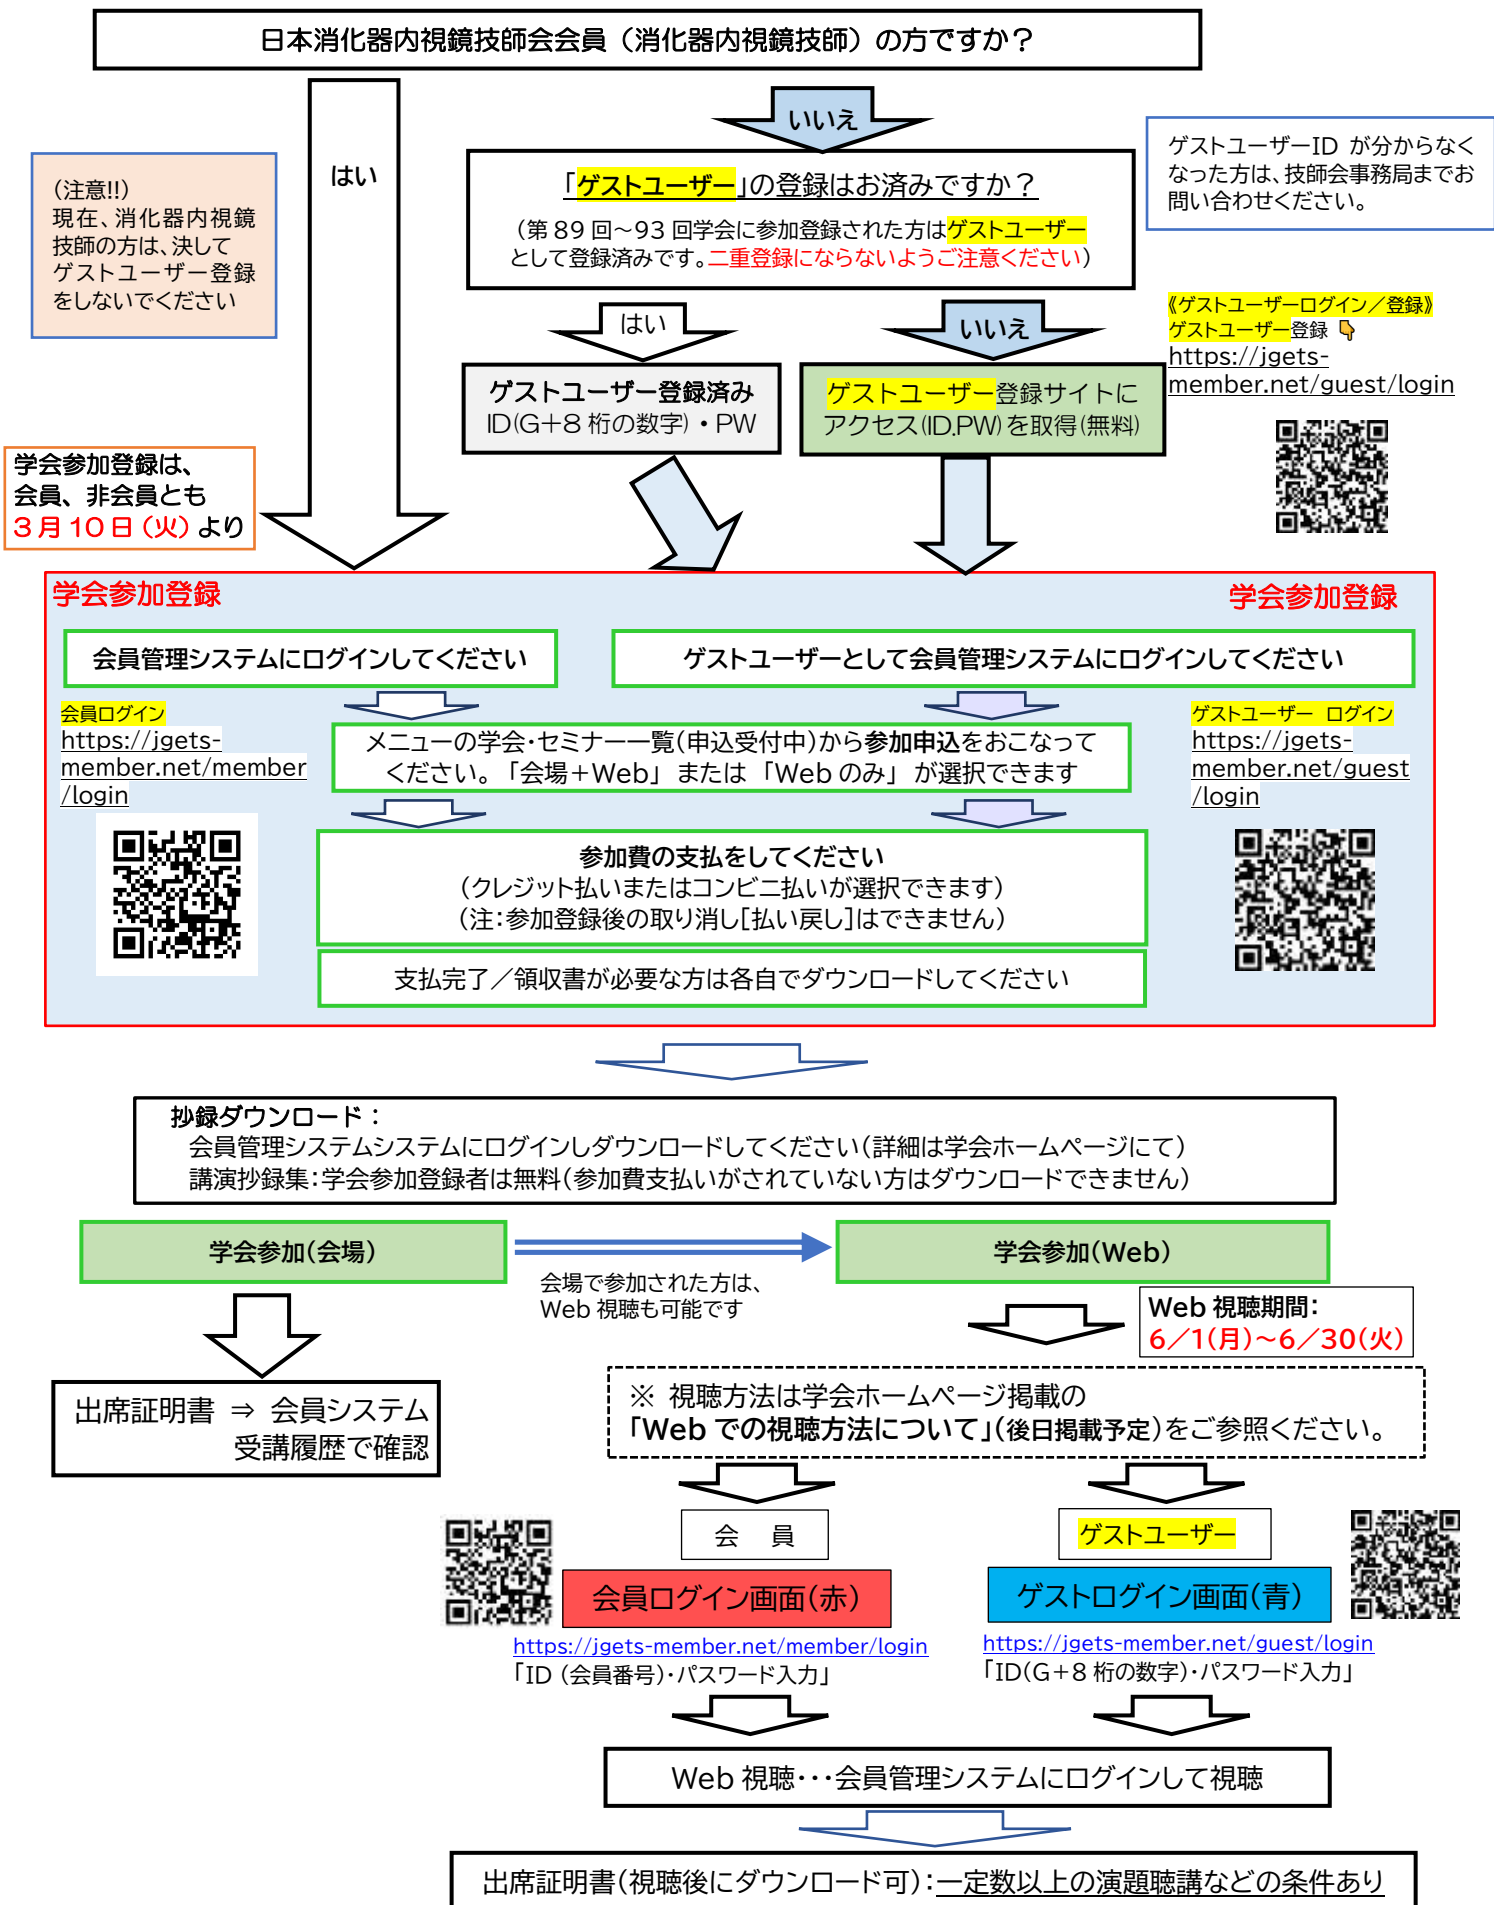 日本消化器内視鏡技師会会員（消化器内視鏡技師）の方ですか？
はい
いいえ
（注意!!）
現在、消化器内視鏡
技師の方は、決して
ゲストユーザー登録
をしないでください
「ゲストユーザー」の登録はお済みですか？
（第89回～93回学会に参加登録された方はゲストユーザー
として登録済みです。二重登録にならないようご注意ください）
ゲストユーザーID が分からなく
なった方は、技師会事務局までお
問い合わせください。
はい
いいえ
《ゲストユーザーログイン／登録》
ゲストユーザー登録👇
https://jgets-
member.net/guest/login
ゲストユーザー登録済み
ID(G＋8桁の数字)・PW
ゲストユーザー登録サイトに
アクセス(ID.PW)を取得(無料)
学会参加登録は、
会員、非会員とも
3月10日（火）より
学会参加登録
学会参加登録
会員管理システムにログインしてください
ゲストユーザーとして会員管理システムにログインしてください
会員ログイン
https://jgets-
member.net/member
/login
メニューの学会・セミナー一覧(申込受付中)から参加申込をおこなって
ください。「会場＋Web」または「Webのみ」が選択できます
ゲストユーザー　ログイン
https://jgets-
member.net/guest
/login
参加費の支払をしてください
（クレジット払いまたはコンビニ払いが選択できます）
（注：参加登録後の取り消し[払い戻し]はできません）
支払完了／領収書が必要な方は各自でダウンロードしてください
抄録ダウンロード：
会員管理システムシステムにログインしダウンロードしてください（詳細は学会ホームページにて）
講演抄録集：学会参加登録者は無料（参加費支払いがされていない方はダウンロードできません）
学会参加（会場）
学会参加（Web）
会場で参加された方は、
Web視聴も可能です
Web視聴期間：
6／1(月)～6／30(火)
出席証明書 ⇒ 会員システム
受講履歴で確認
※ 視聴方法は学会ホームページ掲載の
「Webでの視聴方法について」(後日掲載予定)をご参照ください。
会　員
ゲストユーザー
会員ログイン画面（赤）
ゲストログイン画面（青）
https://jgets-member.net/member/login
「ID (会員番号)・パスワード入力」
https://jgets-member.net/guest/login
「ID(G＋8桁の数字)・パスワード入力」
Web視聴・・・会員管理システムにログインして視聴
出席証明書（視聴後にダウンロード可）：一定数以上の演題聴講などの条件あり